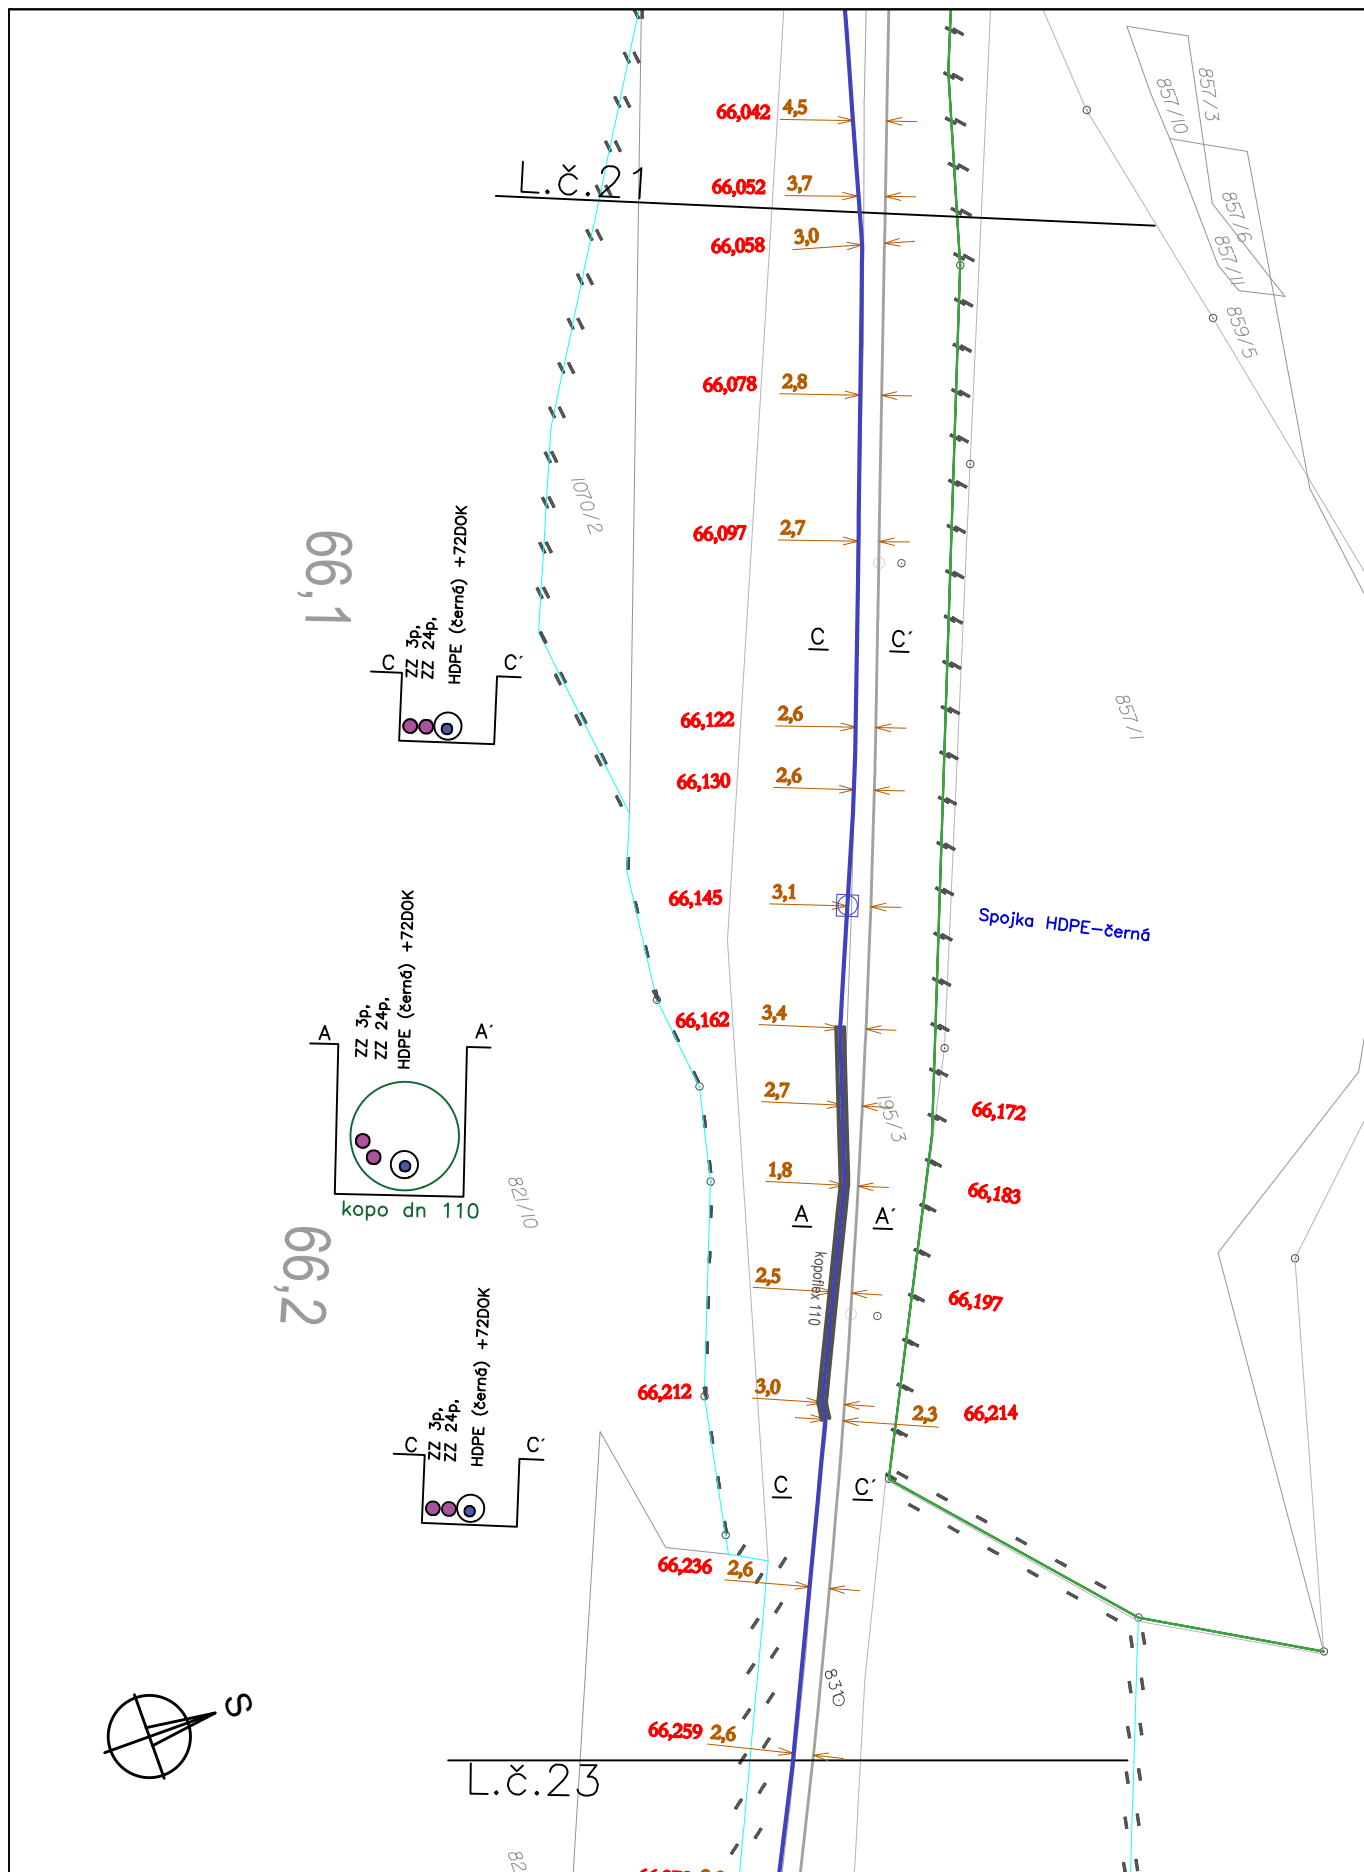 66,042 4,5
L.č.21
66,052 3,7
66,058 3,0
857/3
857/10
857/6
857/11
859/5
66,078 2,8
1070/2
66,097 2,7
66,1
C C´
ZZ 3p,
ZZ 24p,
HDPE (černá) +72DOK
C C´
857/1
66,122 2,6
66,130 2,6
66,145 3,1
Spojka HDPE-černá
66,162 3,4
A A´
ZZ 3p,
ZZ 24p,
HDPE (černá) +72DOK
kopo dn 110
2,7 66,172
195/3
1,8 66,183
821/10
A A´
66,2
kopoflex 110
2,5 66,197
66,212 3,0
2,3 66,214
C C´
ZZ 3p,
ZZ 24p,
HDPE (černá) +72DOK
C C´
66,236 2,6
S
66,259 2,6
L.č.23